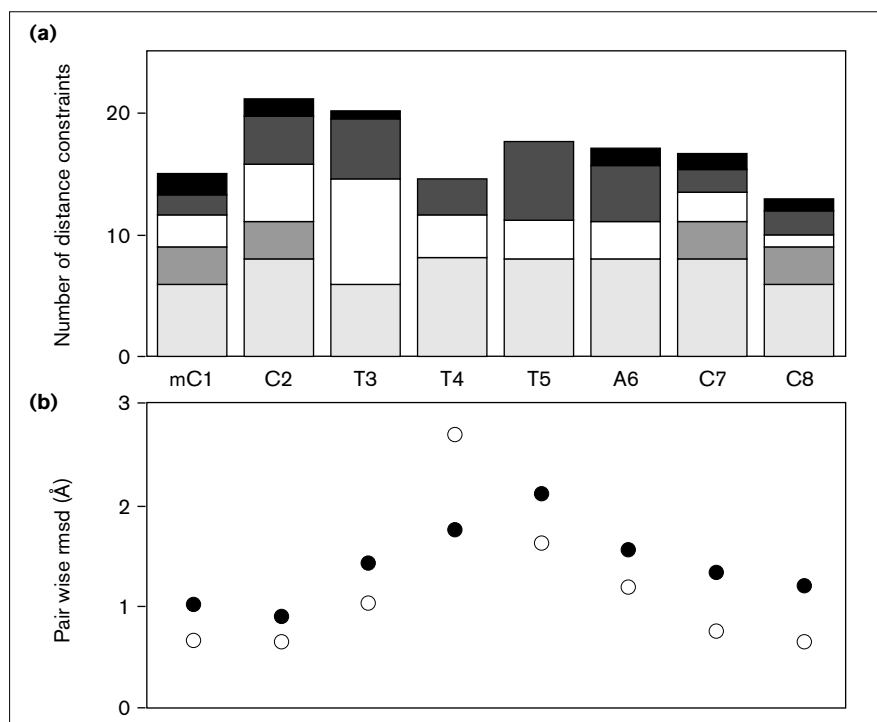 (a)
Number of distance constraints
20
10
0
mC1 C2 T3 T4 T5 A6 C7 C8
(b)
Pair wise rmsd (Å)
3
2
1
0